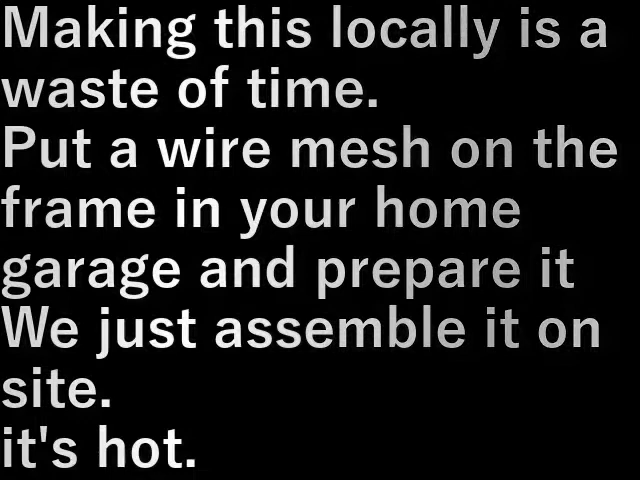 Making this locally is a
waste of time.
Put a wire mesh on the
frame in your home
garage and prepare it
We just assemble it on
site.
it's hot.